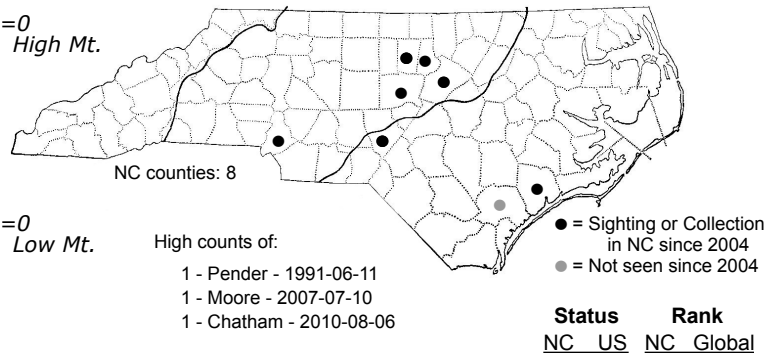 =0
High Mt.
NC counties: 8
=0
Low Mt.
High counts of:
1 - Pender - 1991-06-11
1 - Moore - 2007-07-10
1 - Chatham - 2010-08-06
= Sighting or Collection
in NC since 2004
= Not seen since 2004
Status Rank
NC US NC Global